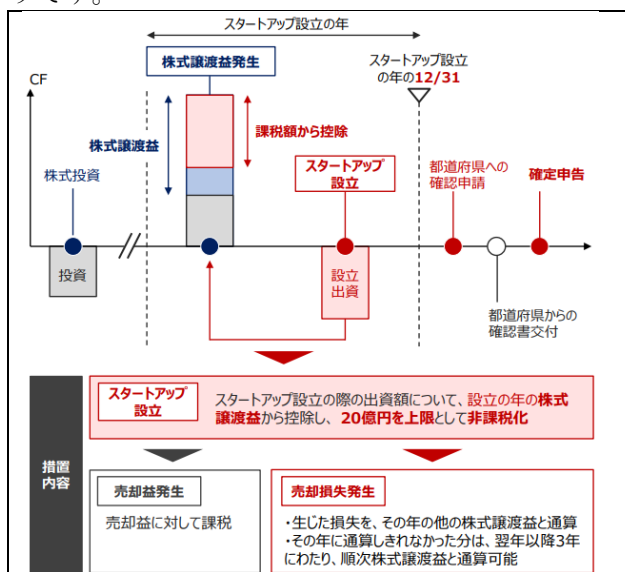 スタートアップ設立の年
株式譲渡益発生
スタートアップ設立
の年の12/31
CF
株式譲渡益
課税額から控除
株式投資
スタートアップ
設立
都道府県への
確認申請
確定申告
投資
設立
出資
都道府県からの
確認書交付
措置
内容
スタートアップ
設立
スタートアップ設立の際の出資額について、設立の年の株式
譲渡益から控除し、20億円を上限として非課税化
売却益発生
売却益に対して課税
売却損失発生
・生じた損失を、その年の他の株式譲渡益と通算
・その年に通算しきれなかった分は、翌年以降3年
にわたり、順次株式譲渡益と通算可能